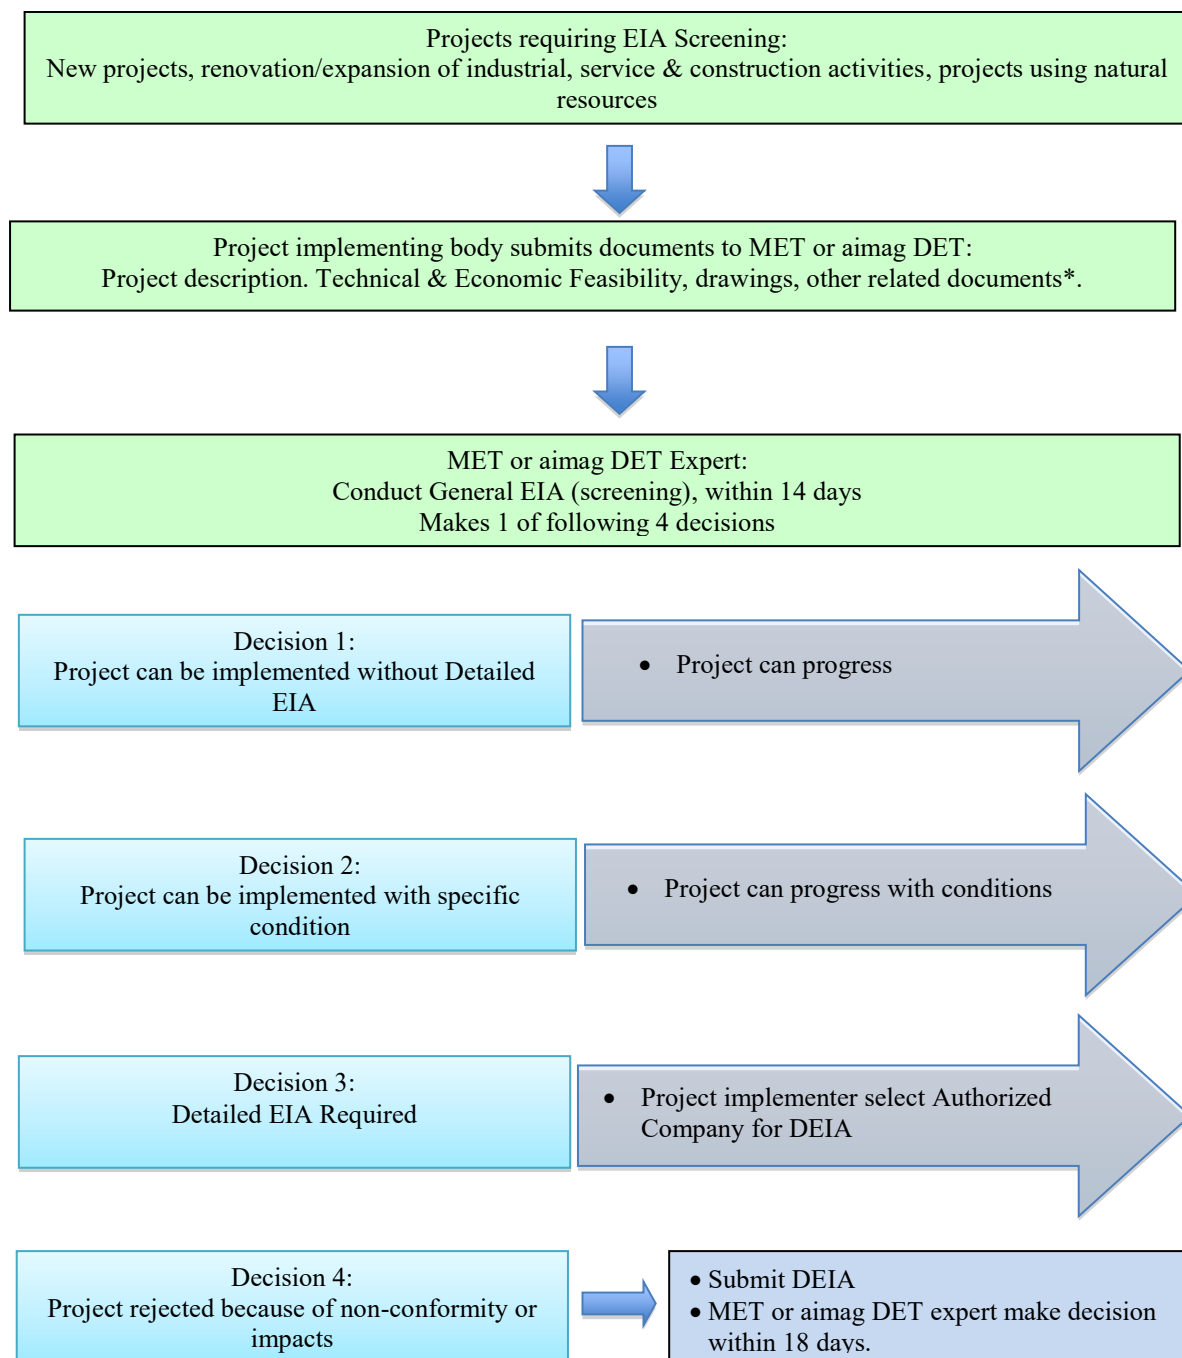 Projects requiring EIA Screening:
New projects, renovation/expansion of industrial, service & construction activities, projects using natural
resources
Project implementing body submits documents to MET or aimag DET:
Project description. Technical & Economic Feasibility, drawings, other related documents*.
MET or aimag DET Expert:
Conduct General EIA (screening), within 14 days
Makes 1 of following 4 decisions
Decision 1:
Project can be implemented without Detailed
EIA
• Project can progress
Decision 2:
Project can be implemented with specific
condition
• Project can progress with conditions
Decision 3:
Detailed EIA Required
• Project implementer select Authorized
Company for DEIA
Decision 4:
Project rejected because of non-conformity or
impacts
• Submit DEIA
• MET or aimag DET expert make decision
within 18 days.